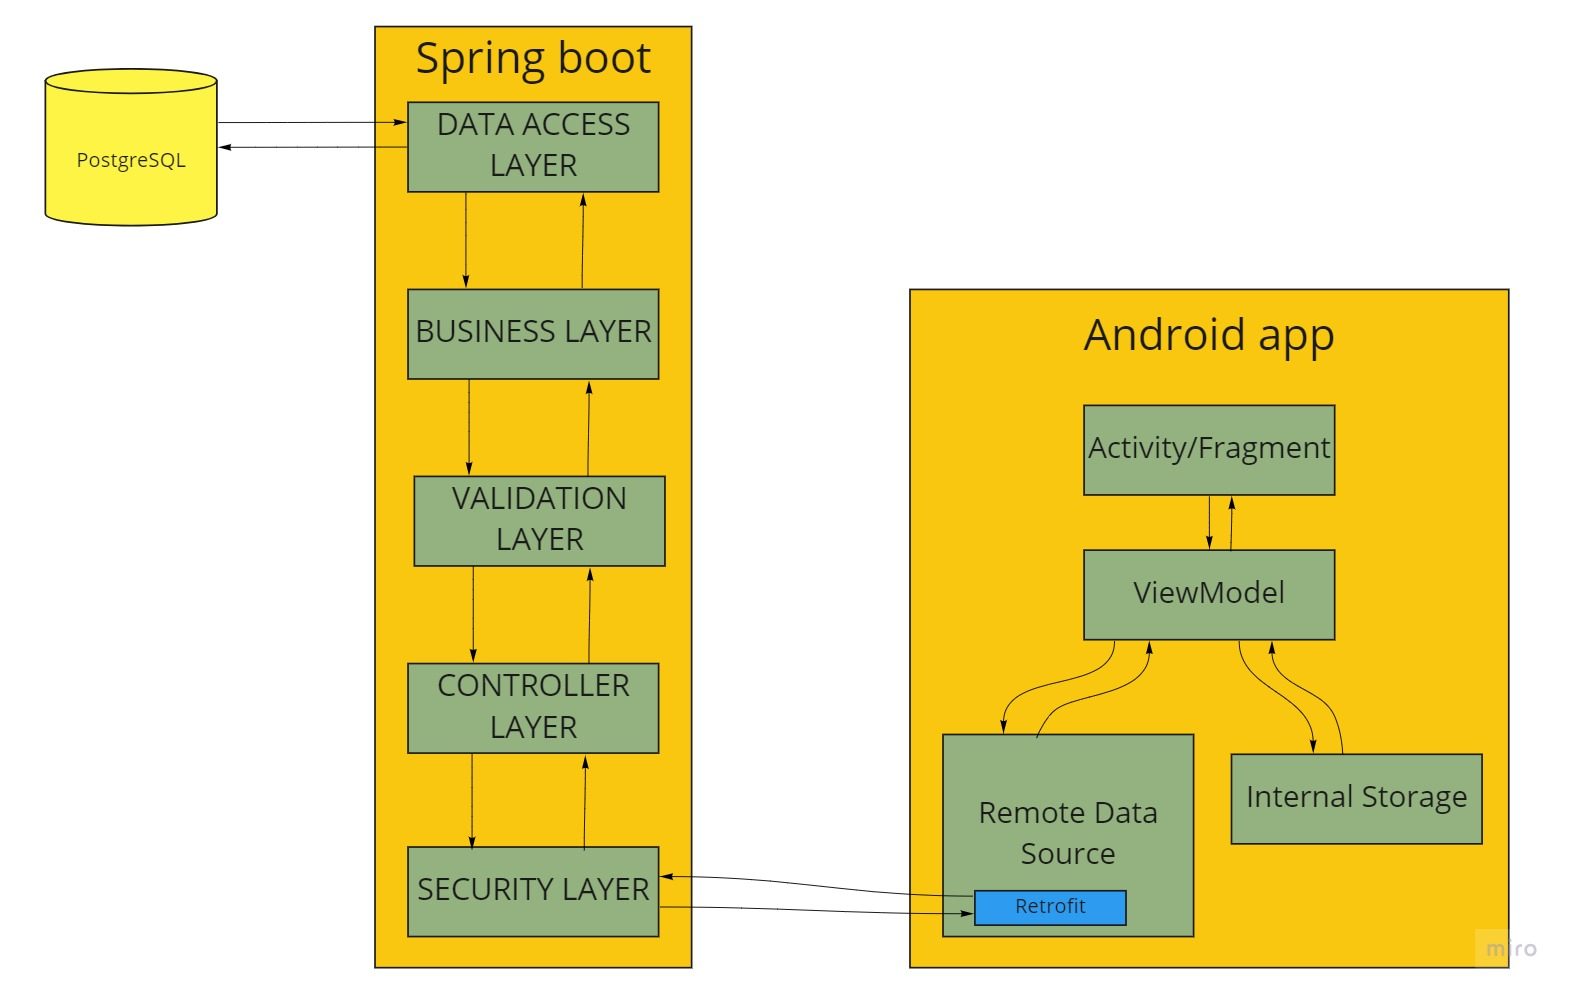 Spring boot
PostgreSQL
DATA ACCESS
LAYER
BUSINESS LAYER
VALIDATION
LAYER
CONTROLLER
LAYER
SECURITY LAYER
Android app
Activity/Fragment
ViewModel
Remote Data
Source
Retrofit
Internal Storage
miro